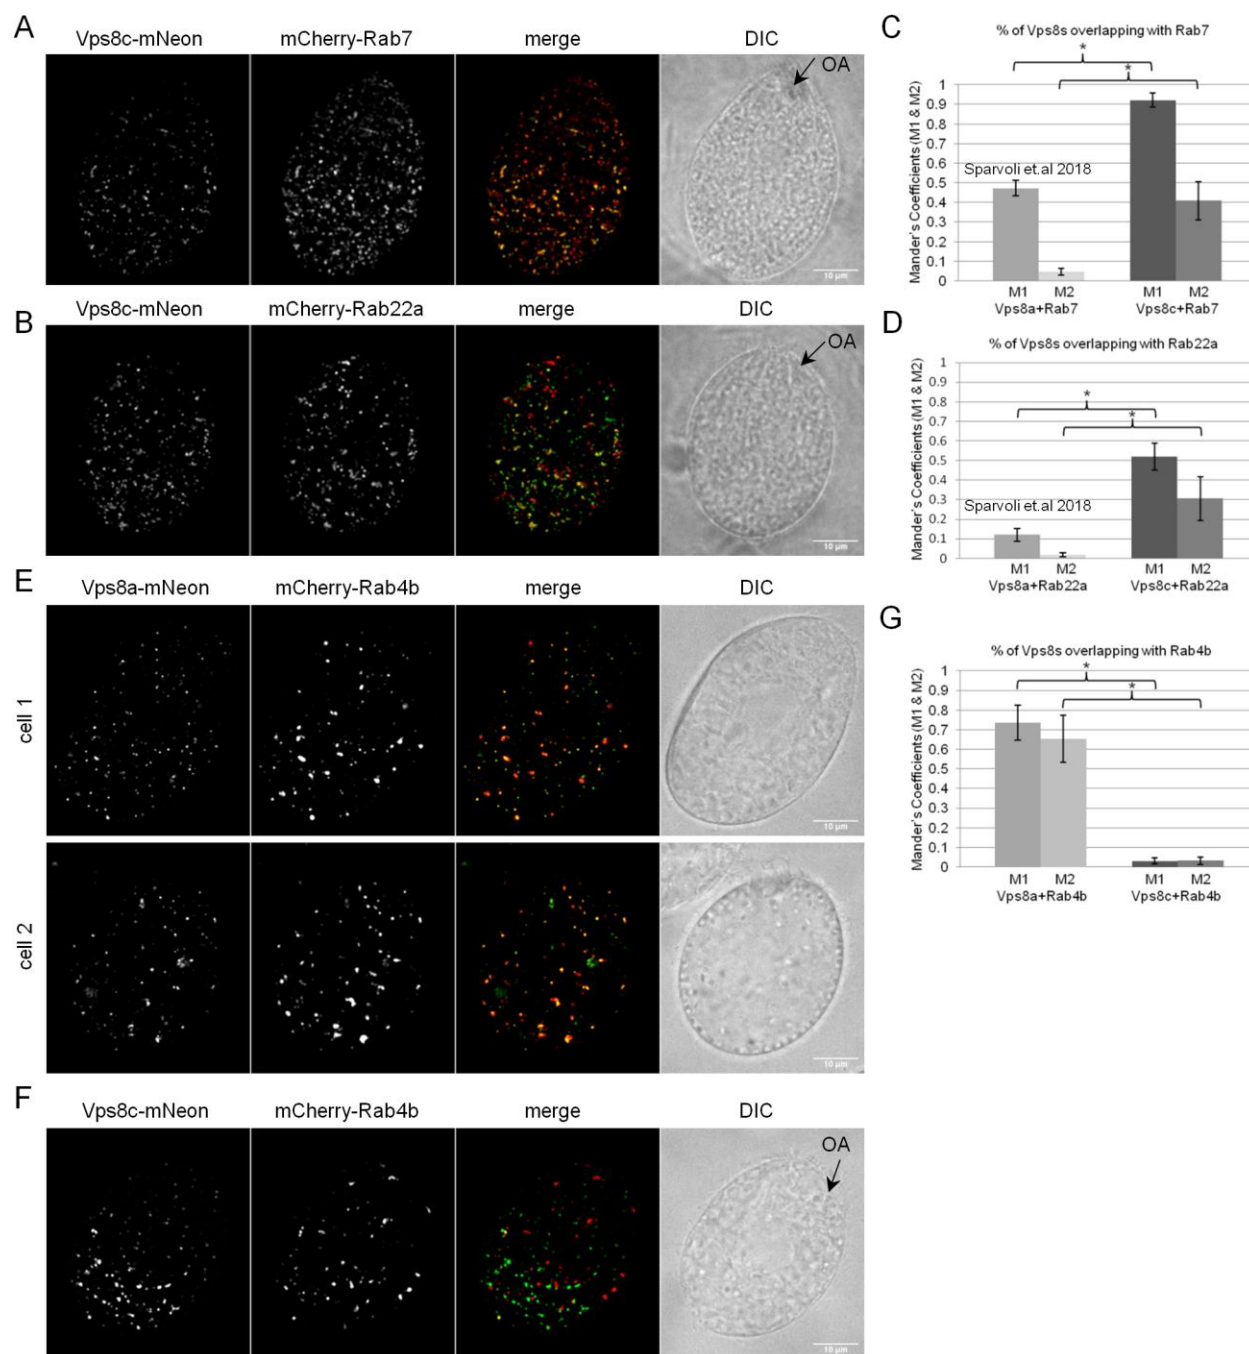 A
Vps8c-mNeon mCherry-Rab7 merge DIC
OA
10 µm
B
Vps8c-mNeon mCherry-Rab22a merge DIC
OA
10 µm
E
Vps8a-mNeon mCherry-Rab4b merge DIC
cell 1
10 µm
cell 2
10 µm
F
Vps8c-mNeon mCherry-Rab4b merge DIC
OA
10 µm
C
% of Vps8s overlapping with Rab7
* *
Mander's Coefficients (M1 & M2)
1
0.9
0.8
0.7
0.6
0.5
0.4
0.3
0.2
0.1
0
Sparvoli et.al 2018
M1 M2 M1 M2
Vps8a+Rab7 Vps8c+Rab7
D
% of Vps8s overlapping with Rab22a
* *
Mander's Coefficients (M1 & M2)
1
0.9
0.8
0.7
0.6
0.5
0.4
0.3
0.2
0.1
0
Sparvoli et.al 2018
M1 M2 M1 M2
Vps8a+Rab22a Vps8c+Rab22a
G
% of Vps8s overlapping with Rab4b
* *
Mander's Coefficients (M1 & M2)
1
0.9
0.8
0.7
0.6
0.5
0.4
0.3
0.2
0.1
0
M1 M2 M1 M2
Vps8a+Rab4b Vps8c+Rab4b